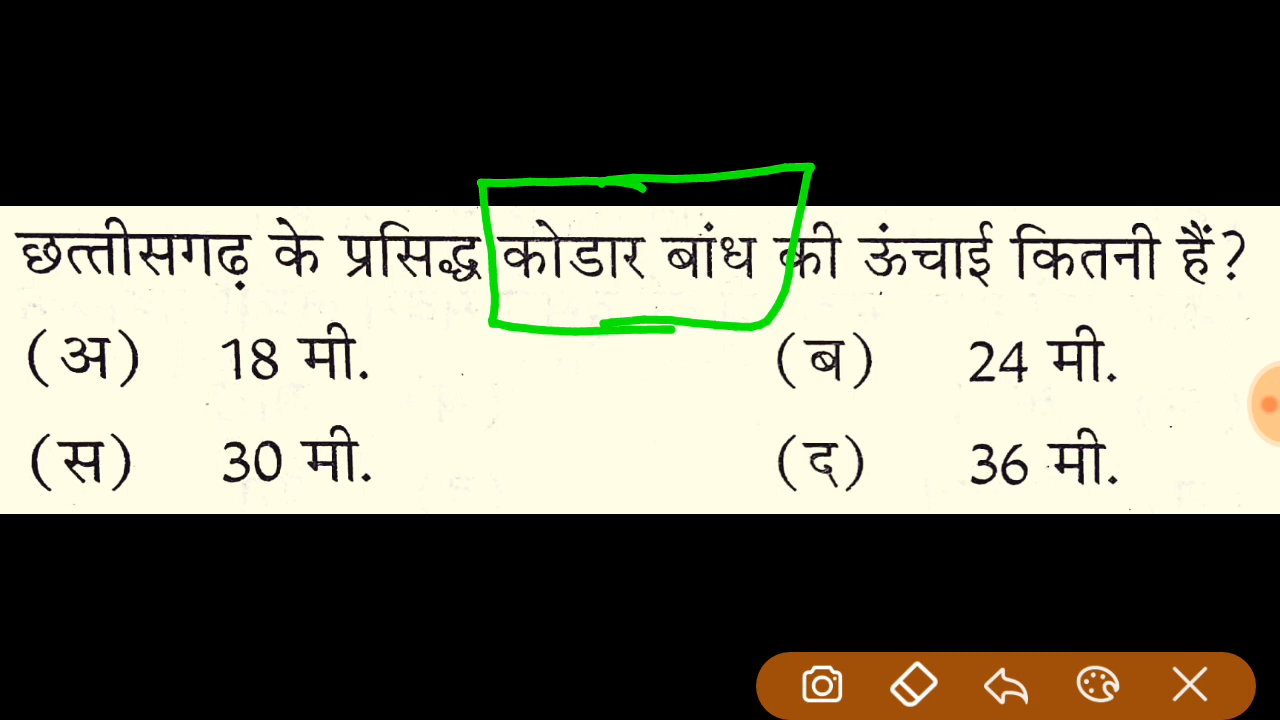 छत्तीसगढ़ के प्रसिद्ध कोडार बांध की ऊंचाई कितनी हैं?
(अ) 18 मी. (ब) 24 मी.
(स) 30 मी. (द) 36 मी.